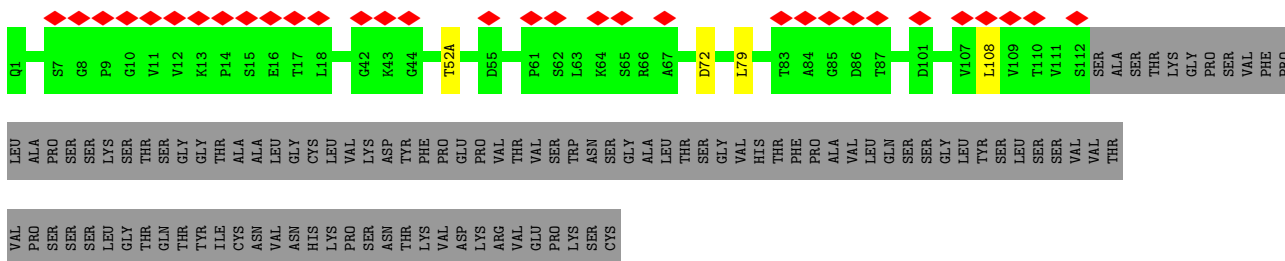 Q1 S7 G8 P9 G10 V11 V12 K13 P14 S15 E16 T17 L18 G42 K43 G44 T52A D55 P61 S62 L63 K64 S65 R66 A67 D72 L79 T83 A84 G85 D86 T87 D101 V107 L108 V109 T110 V111 S112 SER ALA SER THR LYS GLY PRO SER VAL PHE PRO
LEU ALA PRO SER SER LYS SER THR SER GLY GLY THR ALA ALA LEU GLY CYS LEU VAL LYS ASP TYR PHE PRO GLU PRO VAL THR VAL SER TRP ASN SER GLY ALA LEU THR SER GLY VAL HIS THR PHE PRO ALA VAL LEU GLN SER SER GLY LEU TYR SER LEU SER SER VAL VAL THR
VAL PRO SER SER SER LEU GLY THR GLN THR TYR ILE CYS ASN VAL ASN HIS LYS PRO SER ASN THR LYS VAL ASP LYS ARG VAL GLU PRO LYS SER CYS